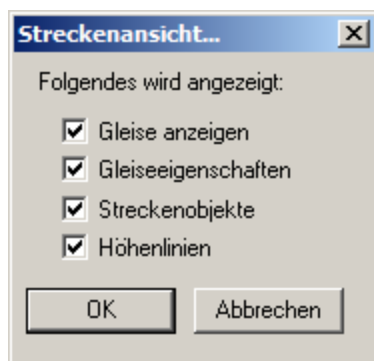 Streckenansicht...
Folgendes wird angezeigt:
Gleise anzeigen
Gleiseeigenschaften
Streckenobjekte
Höhenlinien
OK
Abbrechen